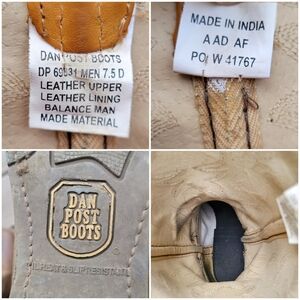 DAN POST BOOTS
DP 69831 MEN 7.5 D
LEATHER UPPER
LEATHER LINING
BALANCE MAN
MADE MATERIAL
MADE IN INDIA
A AD AF
PO W 41767
DAN
POST
BOOTS